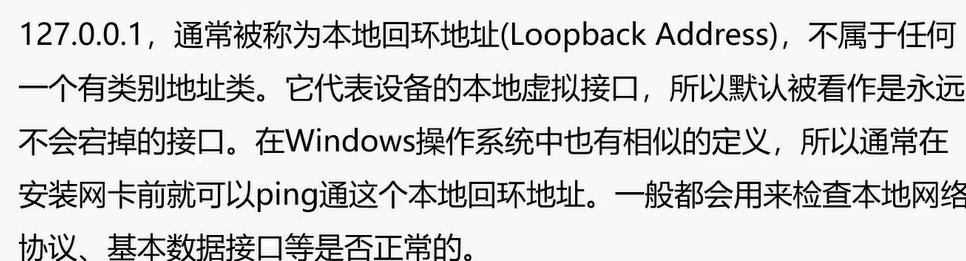 127.0.0.1，通常被称为本地回环地址(Loopback Address)，不属于任何
一个有类别地址类。它代表设备的本地虚拟接口，所以默认被看作是永远
不会宕掉的接口。在Windows操作系统中也有相似的定义，所以通常在
安装网卡前就可以ping通这个本地回环地址。一般都会用来检查本地网络
协议、基本数据接口等是否正常的。